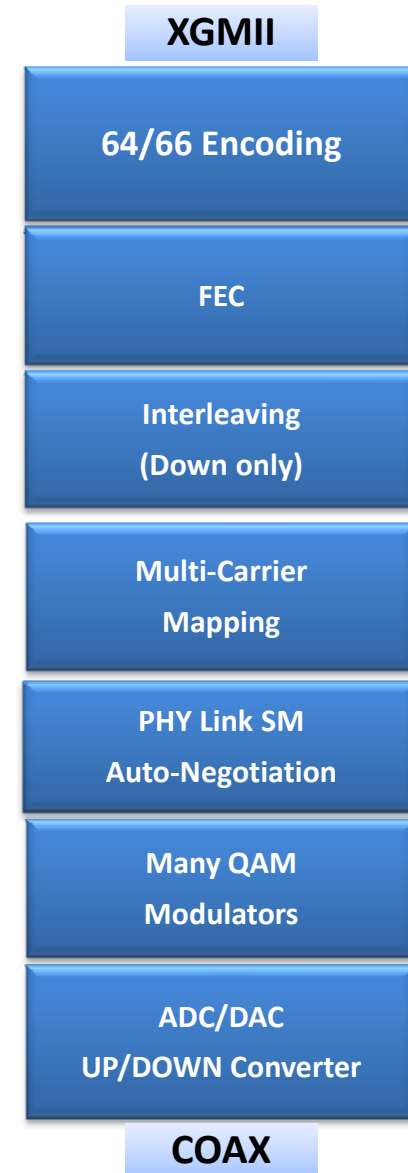 XGMII
64/66 Encoding
FEC
Interleaving
(Down only)
Multi-Carrier
Mapping
PHY Link SM
Auto-Negotiation
Many QAM
Modulators
ADC/DAC
UP/DOWN Converter
COAX